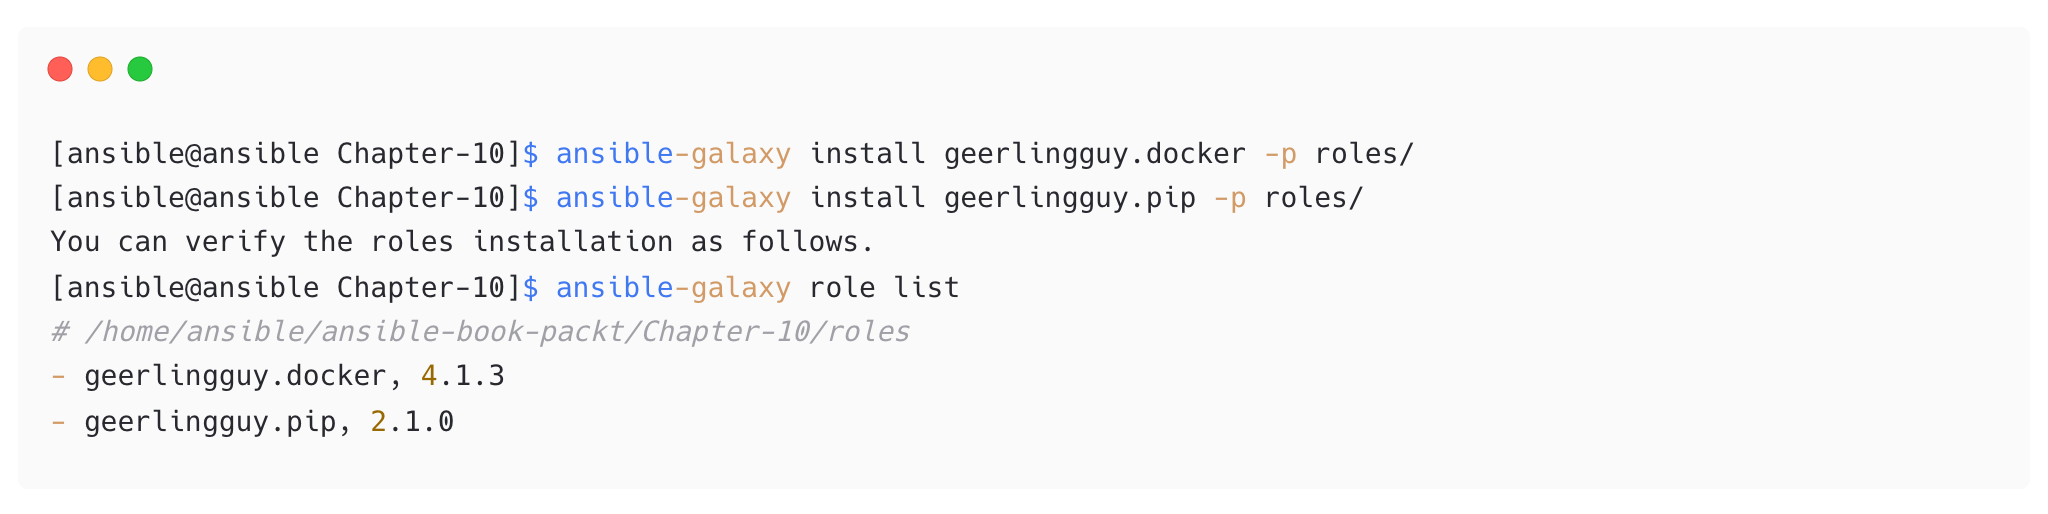 [ansible@ansible Chapter-10]$ ansible-galaxy install geerlingguy.docker -p roles/
[ansible@ansible Chapter-10]$ ansible-galaxy install geerlingguy.pip -p roles/
You can verify the roles installation as follows.
[ansible@ansible Chapter-10]$ ansible-galaxy role list
# /home/ansible/ansible-book-packt/Chapter-10/roles
- geerlingguy.docker, 4.1.3
- geerlingguy.pip, 2.1.0